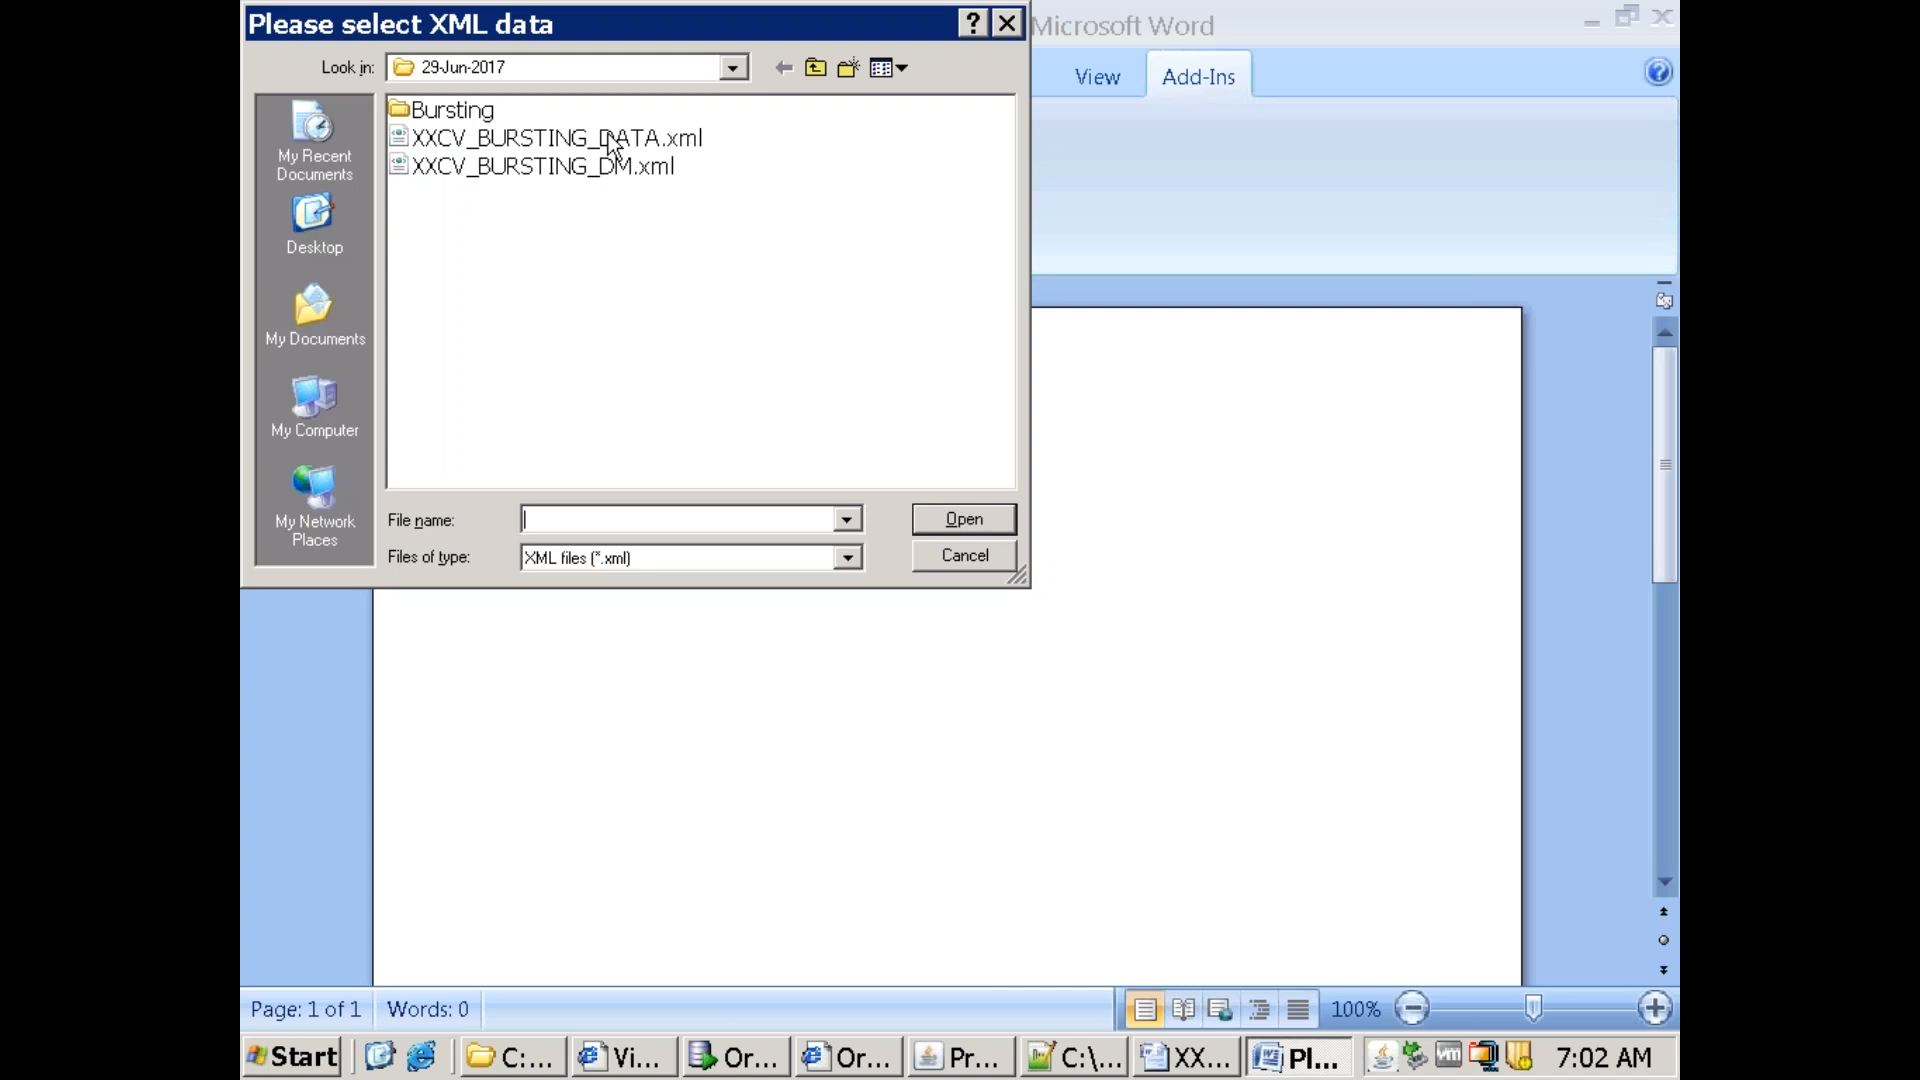 Please select XML data
Microsoft Word
Look in:
29-Jun-2017
View
Add-Ins
Bursting
XXCV_BURSTING_DATA.xml
XXCV_BURSTING_DM.xml
My Recent
Documents
Desktop
My Documents
My Computer
My Network
Places
File name:
Open
Files of type:
XML files (*.xml)
Cancel
Page: 1 of 1
Words: 0
100%
Start
C:...
Vi...
Or...
Or...
Pr...
C:\...
XX...
Pl...
7:02 AM